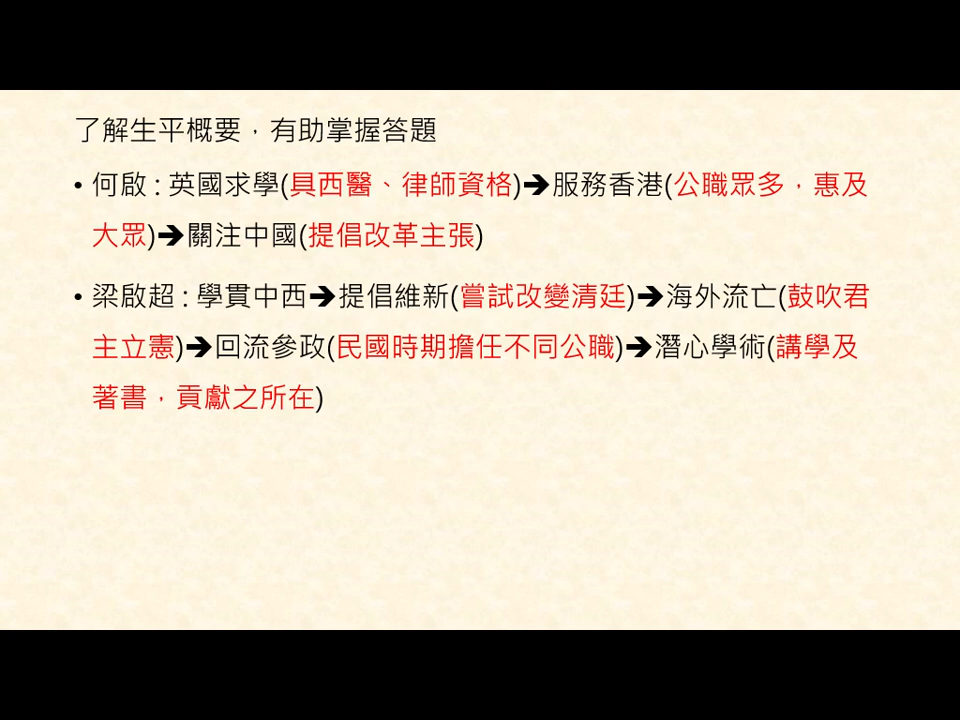 了解生平概要，有助掌握答題
• 何啟 : 英國求學(具西醫、律師資格)🡺服務香港(公職眾多，惠及
大眾)🡺關注中國(提倡改革主張)
• 梁啟超 : 學貫中西🡺提倡維新(嘗試改變清廷)🡺海外流亡(鼓吹君
主立憲)🡺回流參政(民國時期擔任不同公職)🡺潛心學術(講學及
著書，貢獻之所在)